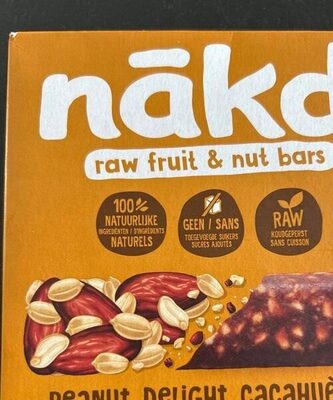 nākd
raw fruit & nut bars
100%
NATUURLIJKE
INGREDIËNTEN / D'INGRÉDIENTS
NATURELS
GEEN / SANS
TOEGEVOEGDE SUIKERS
SUCRES AJOUTÉS
RAW
KOUDGEPERST
SANS CUISSON
PEANUT DELIGHT CACAHUÈ